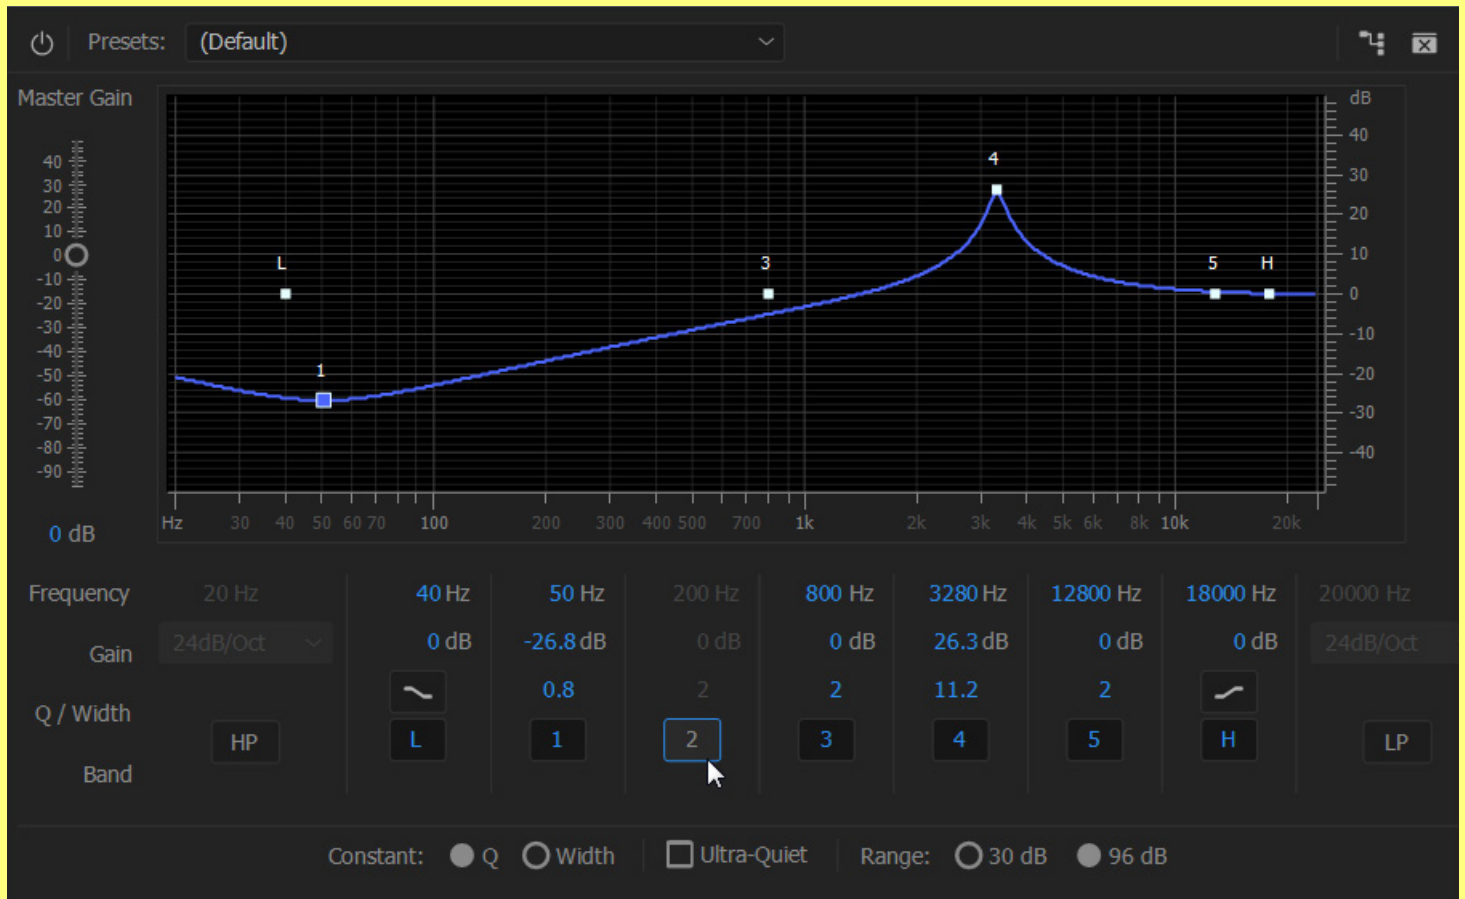 Presets: (Default)
Master Gain
dB
40
30
20
10
0
-10
-20
-30
-40
-50
-60
-70
-80
-90
0 dB
L
1
3
4
5
H
40
30
20
10
0
-10
-20
-30
-40
Hz 30 40 50 60 70 100 200 300 400 500 700 1k 2k 3k 4k 5k 6k 8k 10k 20k
Frequency 20 Hz 40 Hz 50 Hz 200 Hz 800 Hz 3280 Hz 12800 Hz 18000 Hz 20000 Hz
Gain 24dB/Oct 0 dB -26.8 dB 0 dB 0 dB 26.3 dB 0 dB 0 dB 24dB/Oct
Q / Width 0.8 2 2 11.2 2
Band HP L 1 2 3 4 5 H LP
Constant: Q Width Ultra-Quiet Range: 30 dB 96 dB